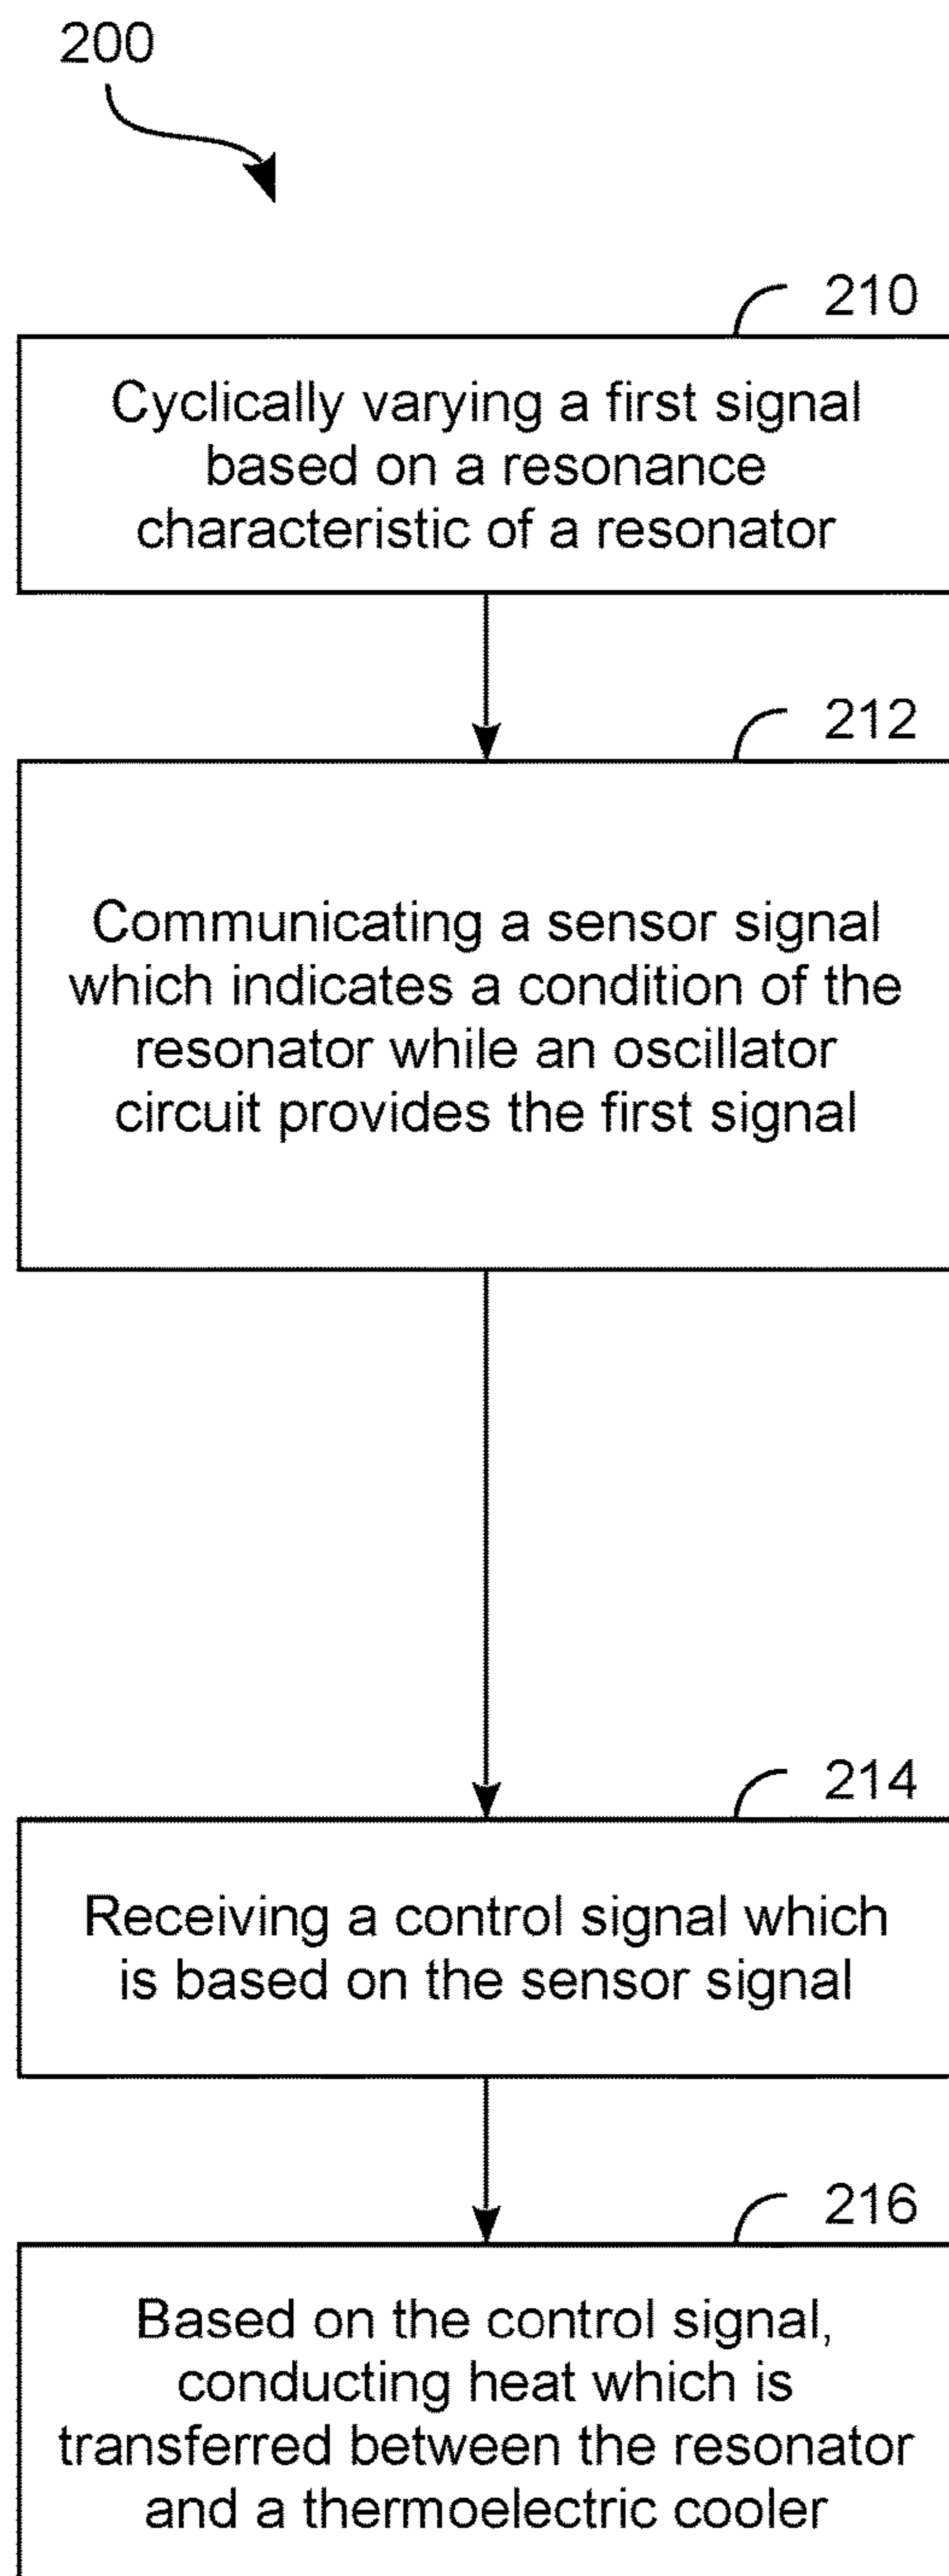 200
210
Cyclically varying a first signal
based on a resonance
characteristic of a resonator
212
Communicating a sensor signal
which indicates a condition of the
resonator while an oscillator
circuit provides the first signal
214
Receiving a control signal which
is based on the sensor signal
216
Based on the control signal,
conducting heat which is
transferred between the resonator
and a thermoelectric cooler